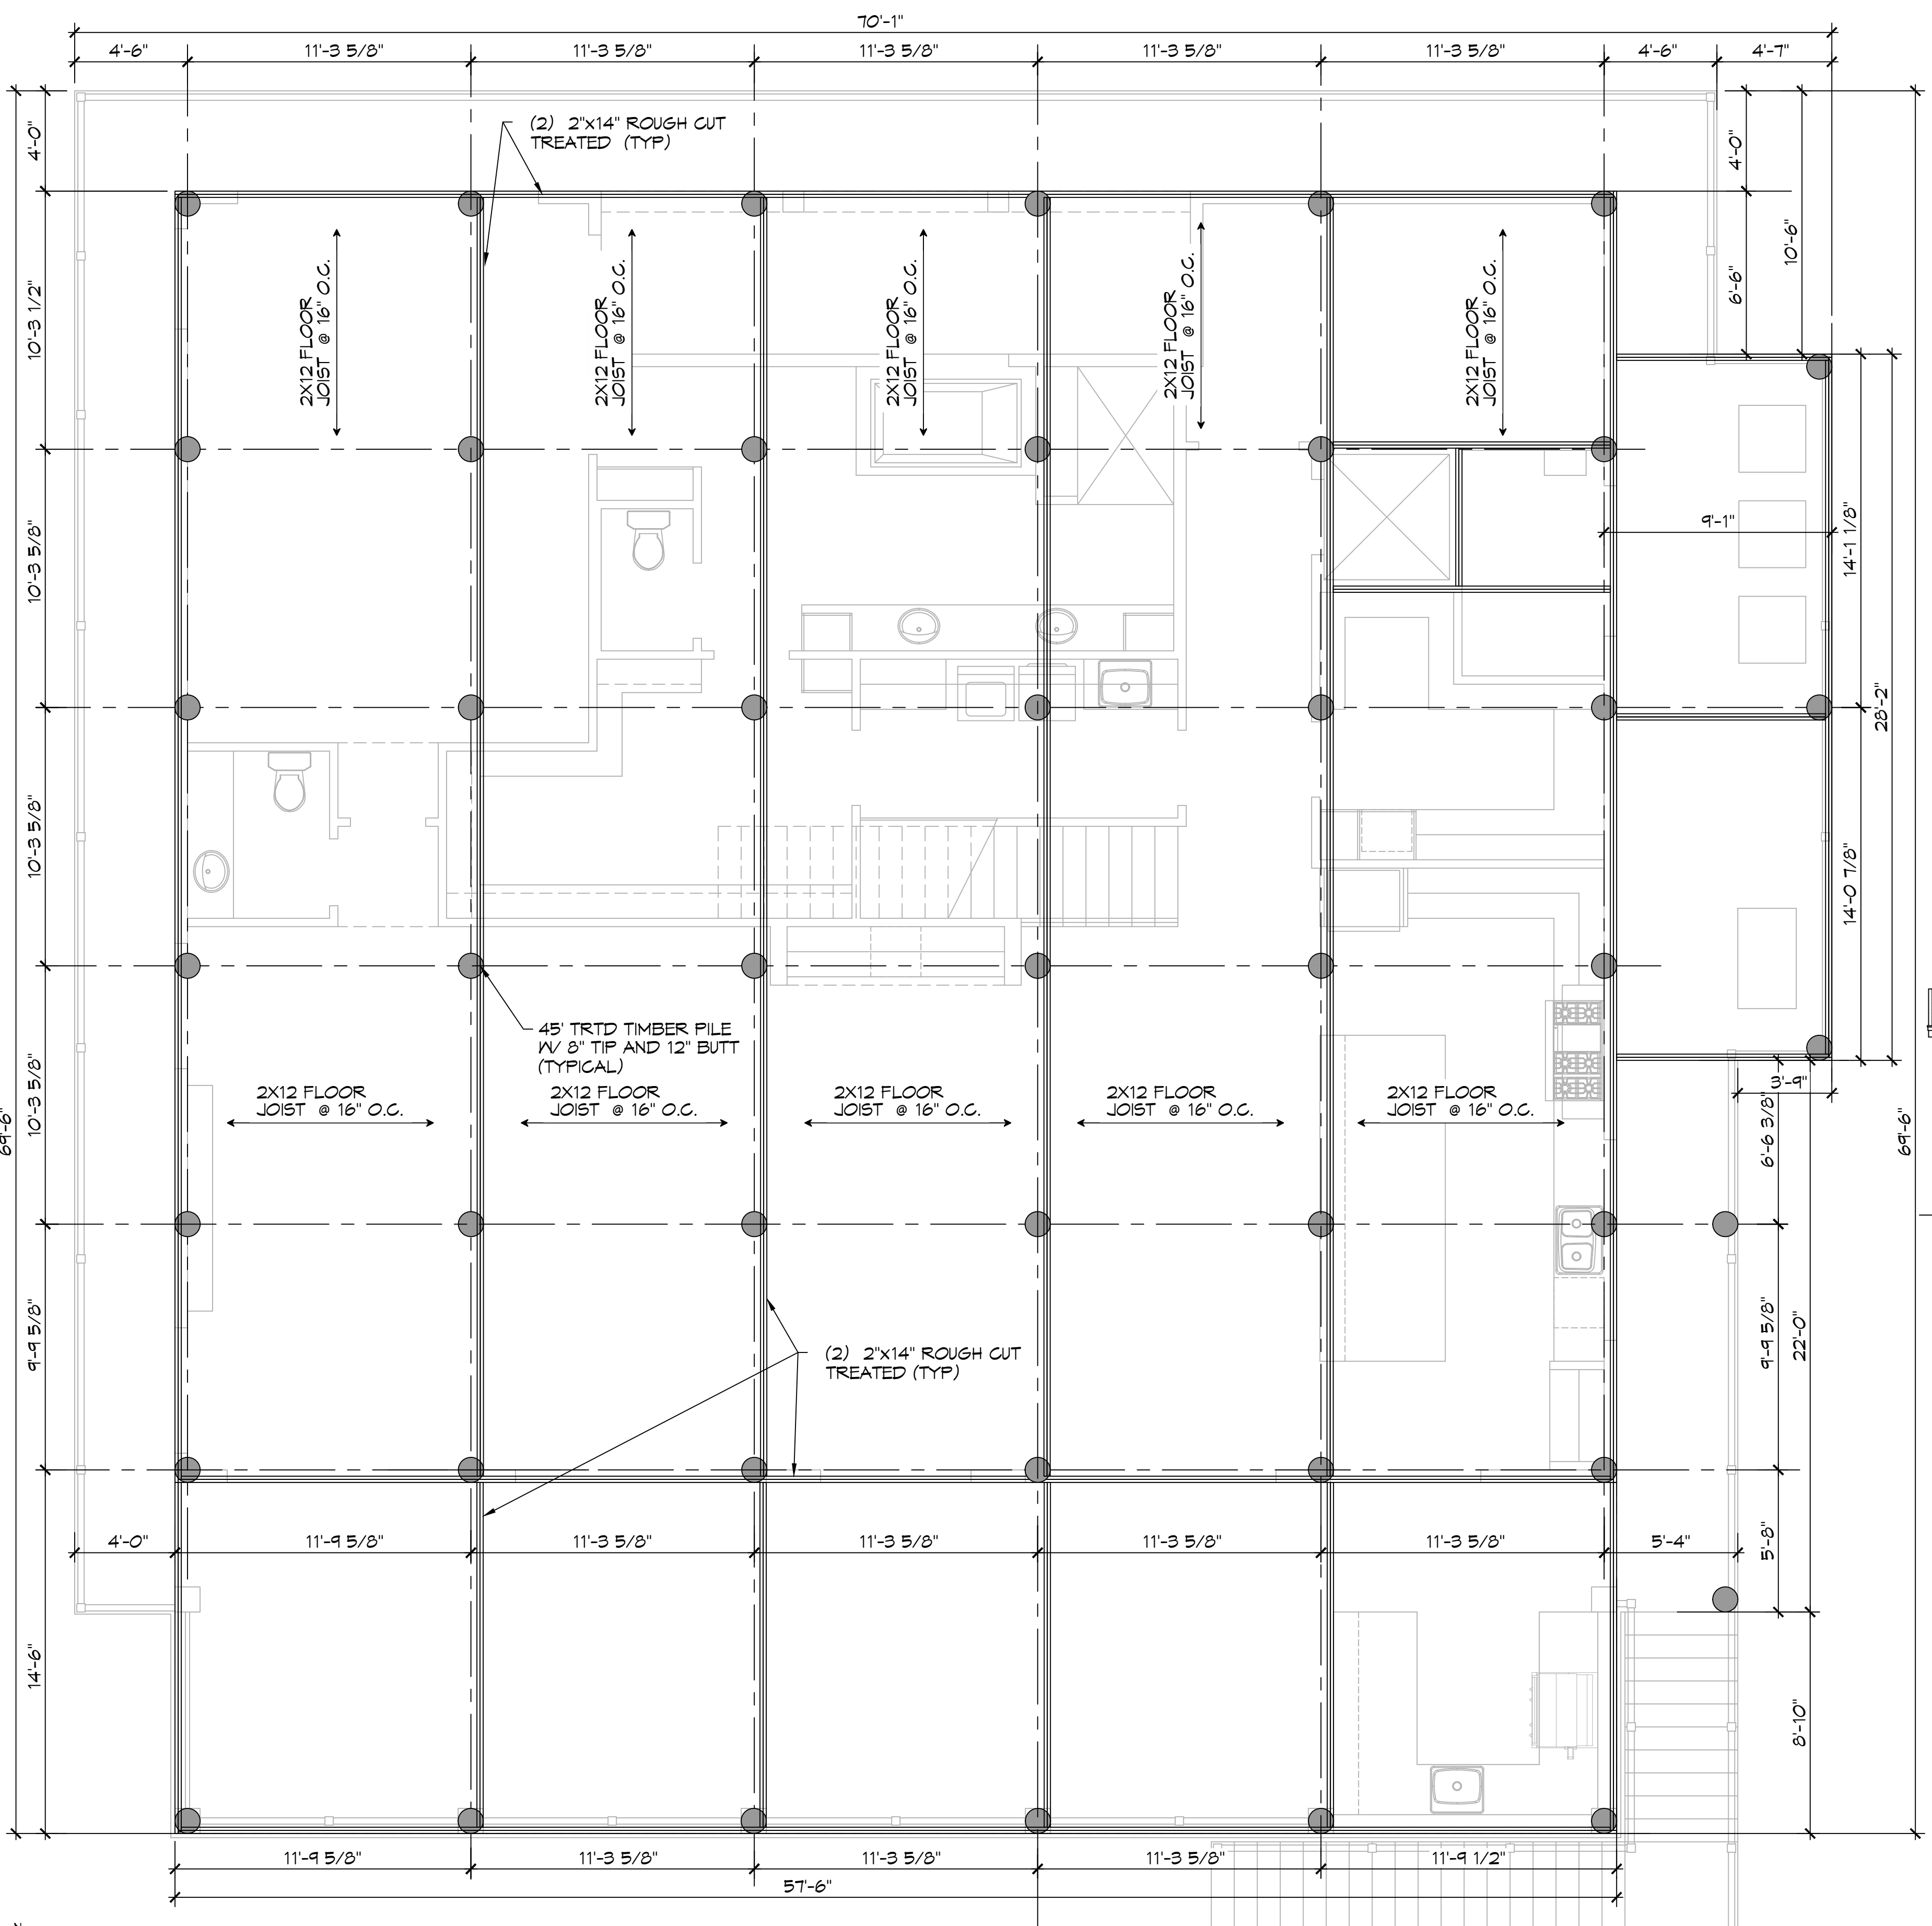 70'-1"
4'-6"
11'-3 5/8"
11'-3 5/8"
11'-3 5/8"
11'-3 5/8"
11'-3 5/8"
4'-6"
4'-7"
4'-0"
(2) 2"X14" ROUGH CUT
TREATED (TYP)
4'-0"
10'-6"
6'-6"
10'-3 1/2"
2X12 FLOOR
JOIST @ 16" O.C.
2X12 FLOOR
JOIST @ 16" O.C.
2X12 FLOOR
JOIST @ 16" O.C.
2X12 FLOOR
JOIST @ 16" O.C.
2X12 FLOOR
JOIST @ 16" O.C.
10'-3 5/8"
9'-1"
14'-1 1/8"
28'-2"
10'-3 5/8"
14'-0 7/8"
45' TRTD TIMBER PILE
W/ 8" TIP AND 12" BUTT
(TYPICAL)
10'-3 5/8"
69'-6"
2X12 FLOOR
JOIST @ 16" O.C.
2X12 FLOOR
JOIST @ 16" O.C.
2X12 FLOOR
JOIST @ 16" O.C.
2X12 FLOOR
JOIST @ 16" O.C.
2X12 FLOOR
JOIST @ 16" O.C.
3'-9"
6'-6 3/8"
69'-6"
9'-9 5/8"
(2) 2"X14" ROUGH CUT
TREATED (TYP)
9'-9 5/8"
22'-0"
4'-0"
11'-9 5/8"
11'-3 5/8"
11'-3 5/8"
11'-3 5/8"
11'-3 5/8"
5'-4"
5'-8"
14'-6"
8'-10"
11'-9 5/8"
11'-3 5/8"
11'-3 5/8"
11'-3 5/8"
11'-9 1/2"
57'-6"